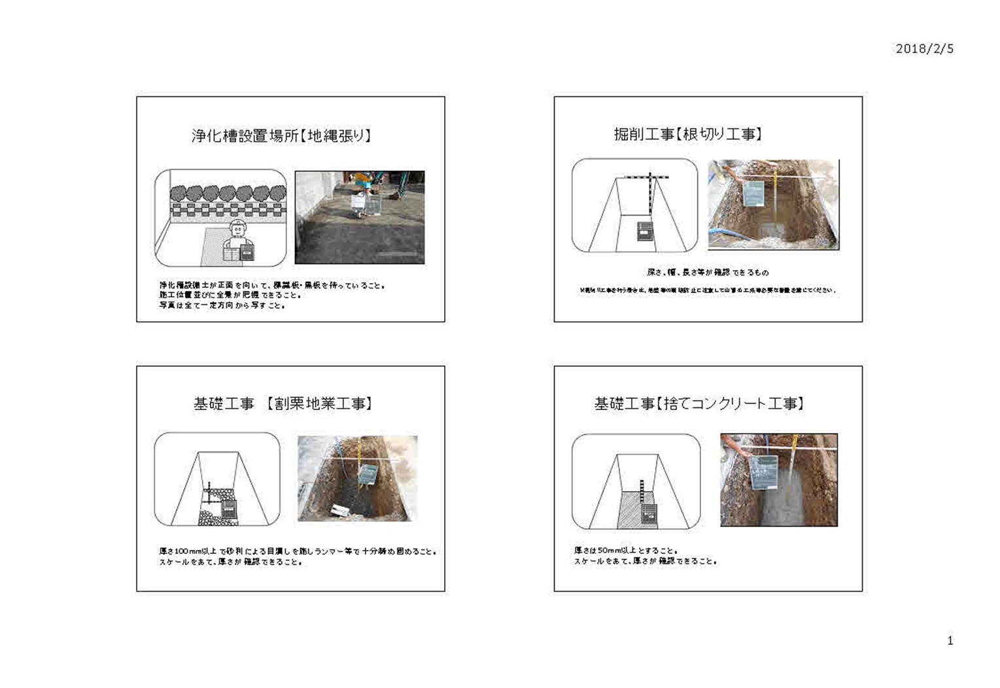 2018/2/5
浄化槽設置場所【地縄張り】
浄化槽設備士が正面を向いて、標識板・黒板を持っていること。
施工位置並びに全景が把握できること。
写真は全て一定方向から写すこと。
掘削工事【根切り工事】
深さ、幅、長さ等が確認できるもの
※根切り工事を行う場合は、地盤等の崩壊防止に注意して山留め工法等必要な措置を講じてください。
基礎工事 【割栗地業工事】
厚さ100mm以上で砂利による目潰しを施しランマー等で十分締め固めること。
スケールをあて、厚さが確認できること。
基礎工事【捨てコンクリート工事】
厚さは50mm以上とすること。
スケールをあて、厚さが確認できること。
1